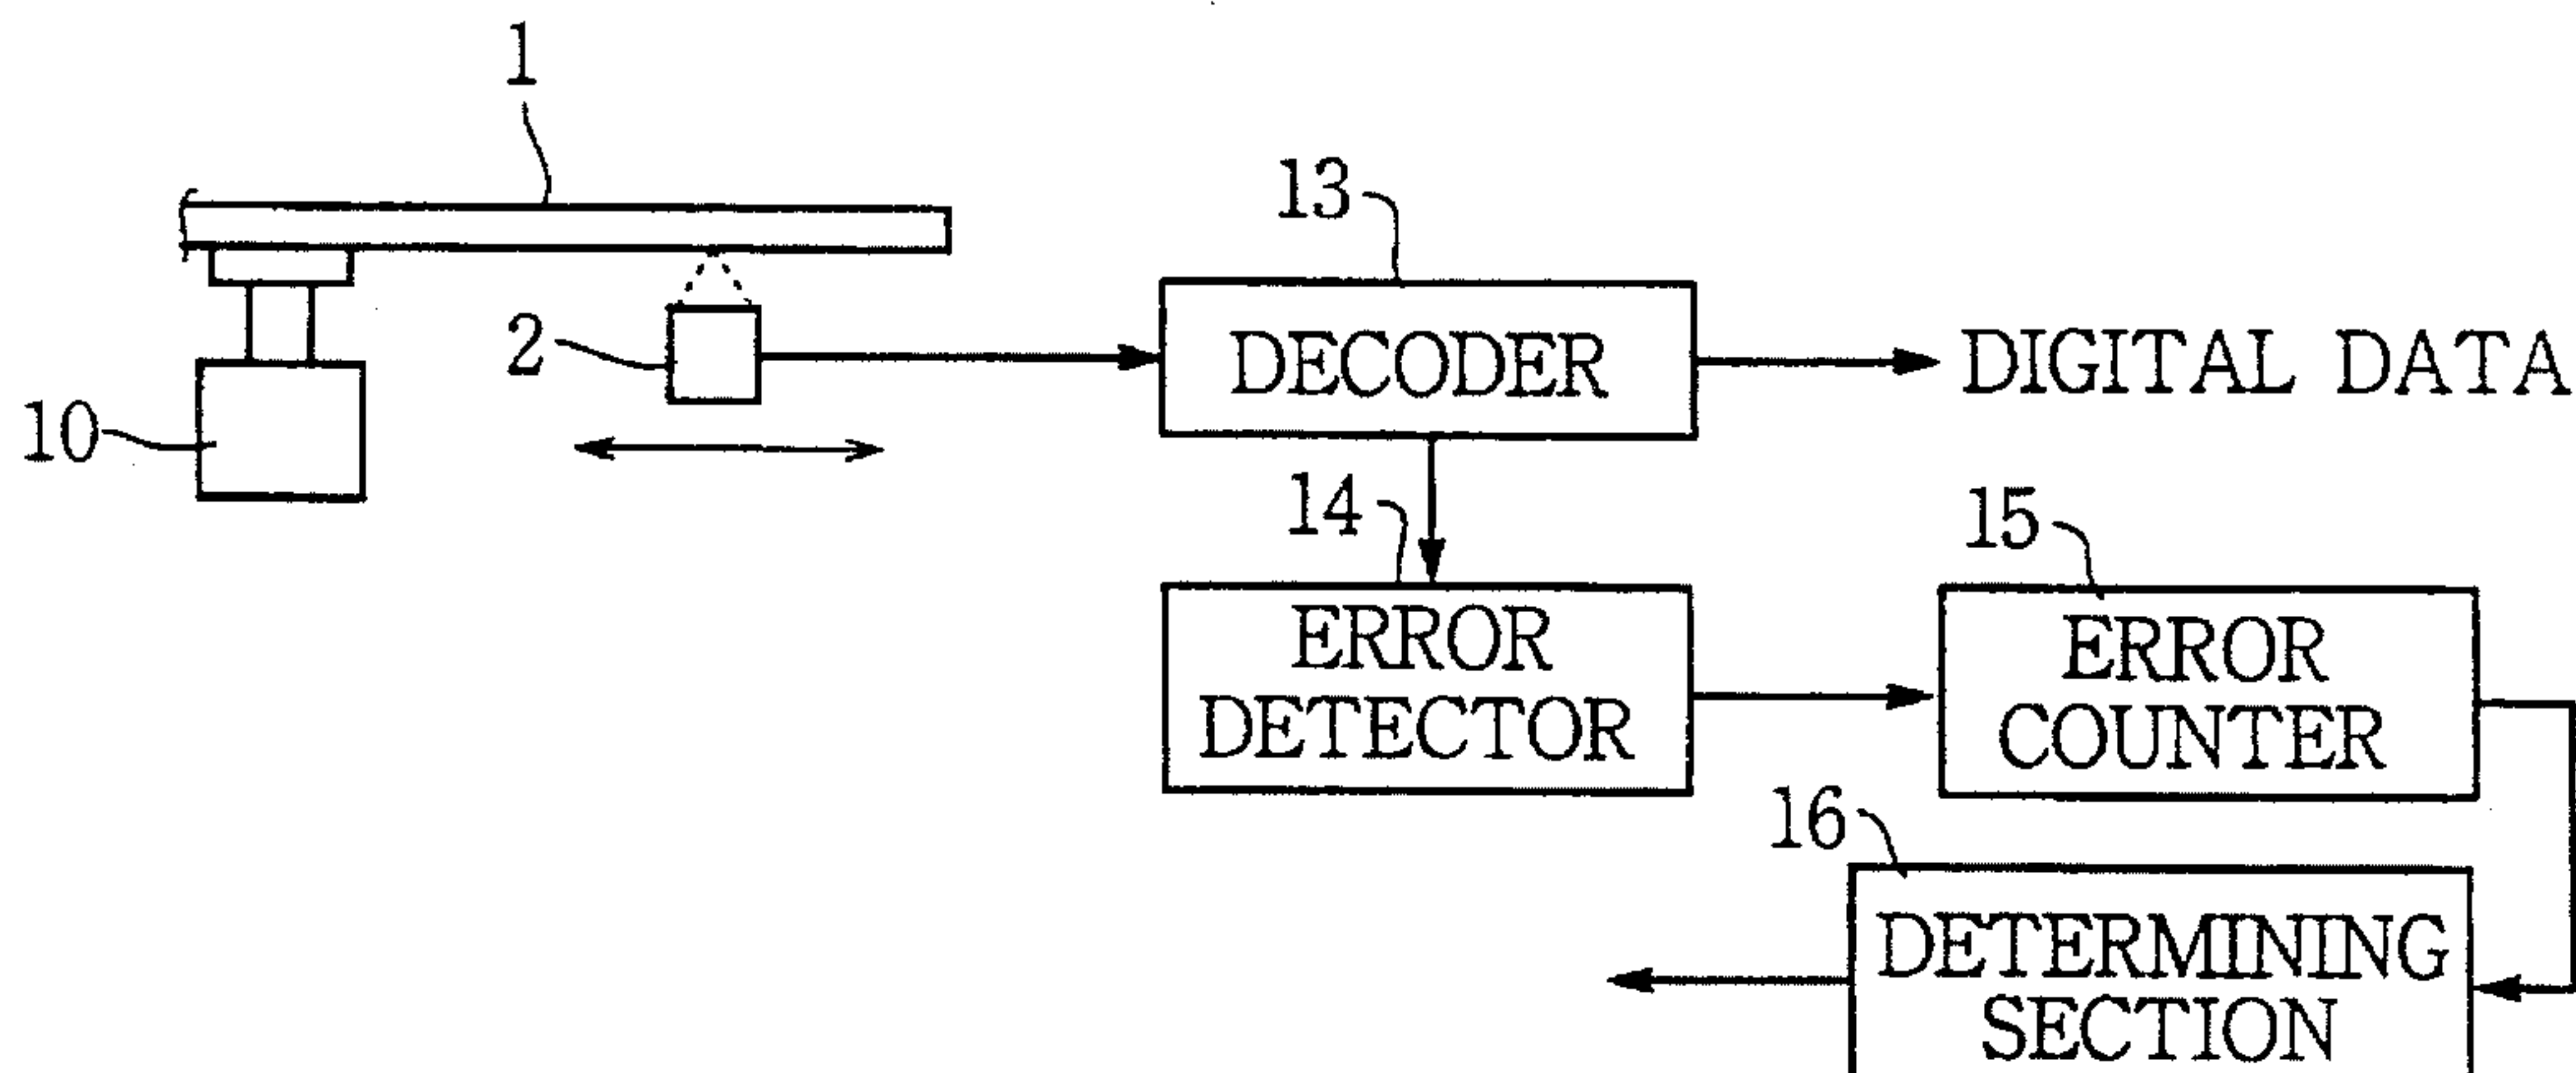 1
13
DECODER
DIGITAL DATA
2
10
14
15
ERROR
DETECTOR
ERROR
COUNTER
16
DETERMINING
SECTION